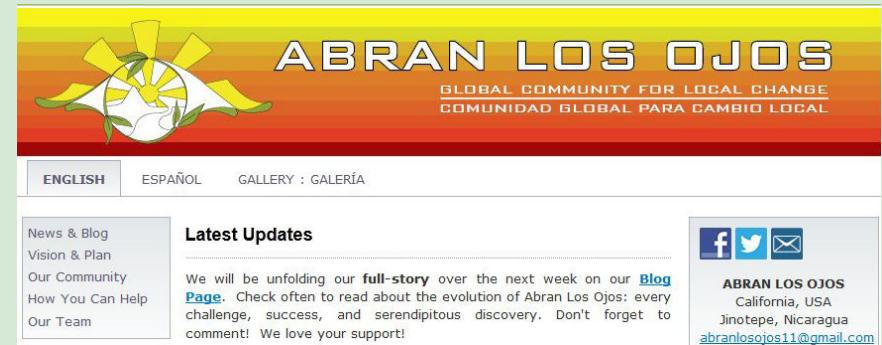 ABRAN LOS OJOS
GLOBAL COMMUNITY FOR LOCAL CHANGE
COMUNIDAD GLOBAL PARA CAMBIO LOCAL
ENGLISH ESPAÑOL GALLERY : GALERÍA
News & Blog
Vision & Plan
Our Community
How You Can Help
Our Team
Latest Updates
We will be unfolding our full-story over the next week on our Blog
Page. Check often to read about the evolution of Abran Los Ojos: every
challenge, success, and serendipitous discovery. Don't forget to
comment! We love your support!
ABRAN LOS OJOS
California, USA
Jinotepe, Nicaragua
abranlosojos11@gmail.com